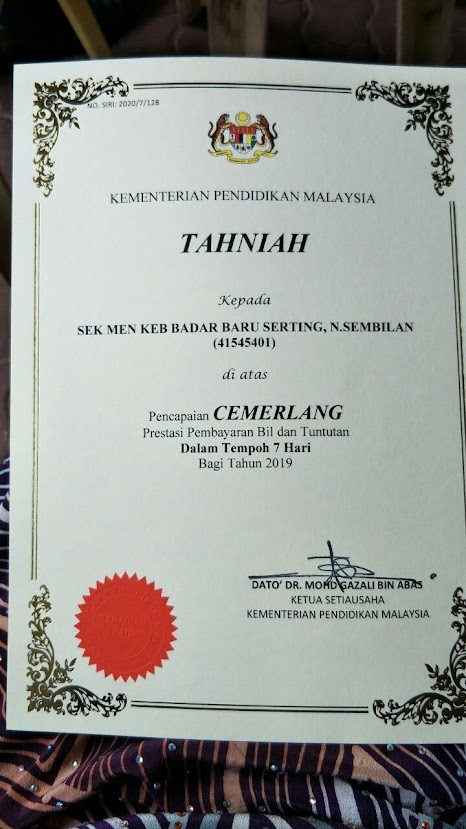 NO. SIRI: 2020/7/128
KEMENTERIAN PENDIDIKAN MALAYSIA
TAHNIAH
Kepada
SEK MEN KEB BADAR BARU SERTING, N.SEMBILAN
(41545401)
di atas
Pencapaian CEMERLANG
Prestasi Pembayaran Bil dan Tuntutan
Dalam Tempoh 7 Hari
Bagi Tahun 2019
DATO' DR. MOHD GAZALI BIN ABAS
KETUA SETIAUSAHA
KEMENTERIAN PENDIDIKAN MALAYSIA